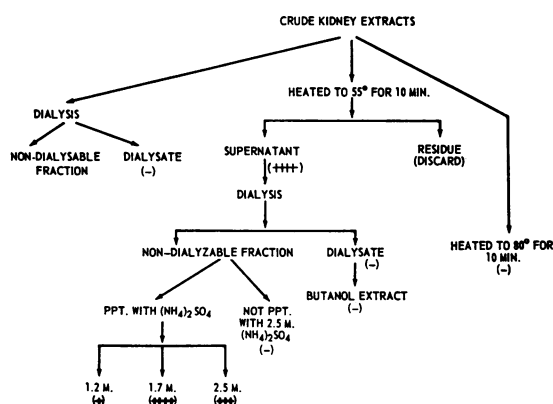 CRUDE KIDNEY EXTRACTS
HEATED TO 55° FOR 10 MIN.
DIALYSIS
NON-DIALYSABLE
FRACTION
DIALYSATE
(-)
SUPERNATANT
(++++)
RESIDUE
(DISCARD)
DIALYSIS
NON-DIALYZABLE FRACTION
DIALYSATE
(-)
HEATED TO 80° FOR
10 MIN.
(-)
BUTANOL EXTRACT
(-)
PPT. WITH (NH4)2 SO4
NOT PPT.
WITH 2.5 M.
(NH4)2SO4
(-)
1.2 M.
(+)
1.7 M.
(++++)
2.5 M.
(+++)